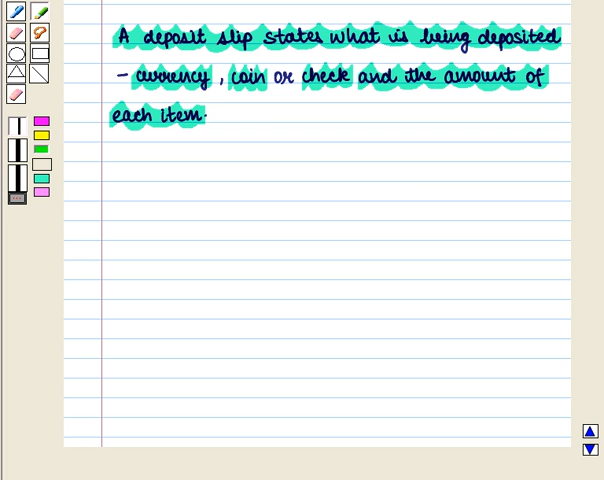 A deposit slip states what is being deposited
- currency, coin or check and the amount of
each item.